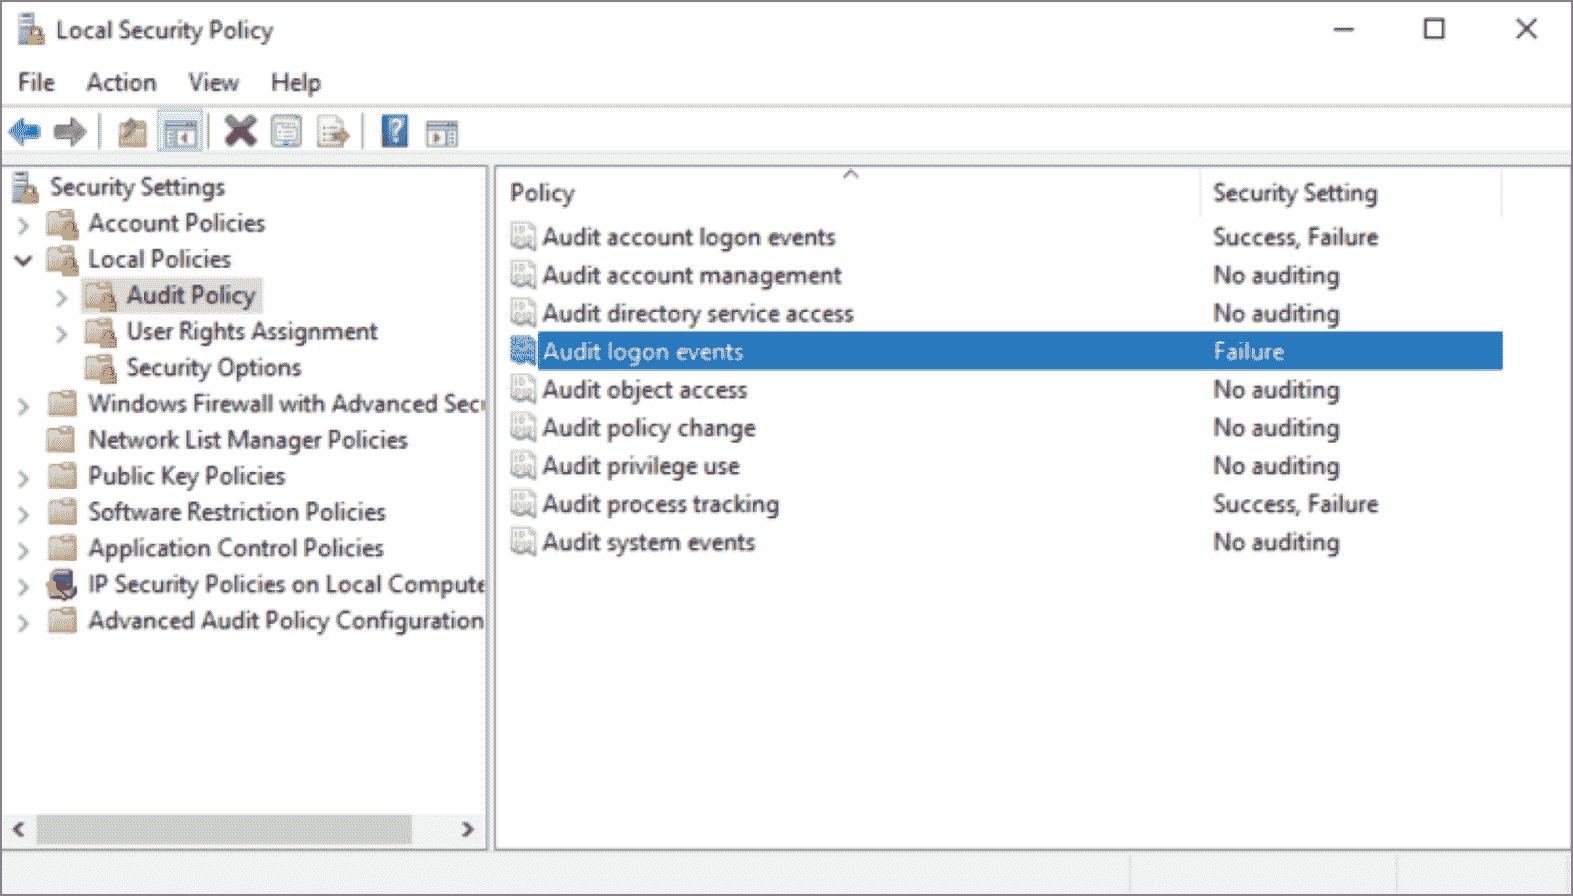 Local Security Policy
File Action View Help
Security Settings
Account Policies
Local Policies
Audit Policy
User Rights Assignment
Security Options
Windows Firewall with Advanced Secu
Network List Manager Policies
Public Key Policies
Software Restriction Policies
Application Control Policies
IP Security Policies on Local Compute
Advanced Audit Policy Configuration
Policy Security Setting
Audit account logon events Success, Failure
Audit account management No auditing
Audit directory service access No auditing
Audit logon events Failure
Audit object access No auditing
Audit policy change No auditing
Audit privilege use No auditing
Audit process tracking Success, Failure
Audit system events No auditing